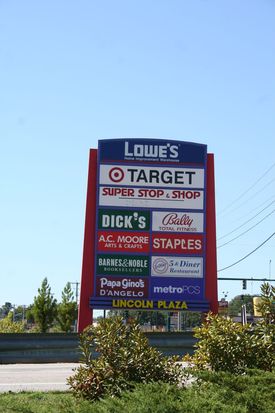 LOWE'S
Home Improvement Warehouse
TARGET
SUPER STOP & SHOP
DICK'S
Bally
TOTAL FITNESS
A.C. MOORE
ARTS & CRAFTS
STAPLES
BARNES & NOBLE
BOOKSELLERS
5 & Diner
Restaurant
Papa Gino's
D'ANGELO
metroPCS
LINCOLN PLAZA